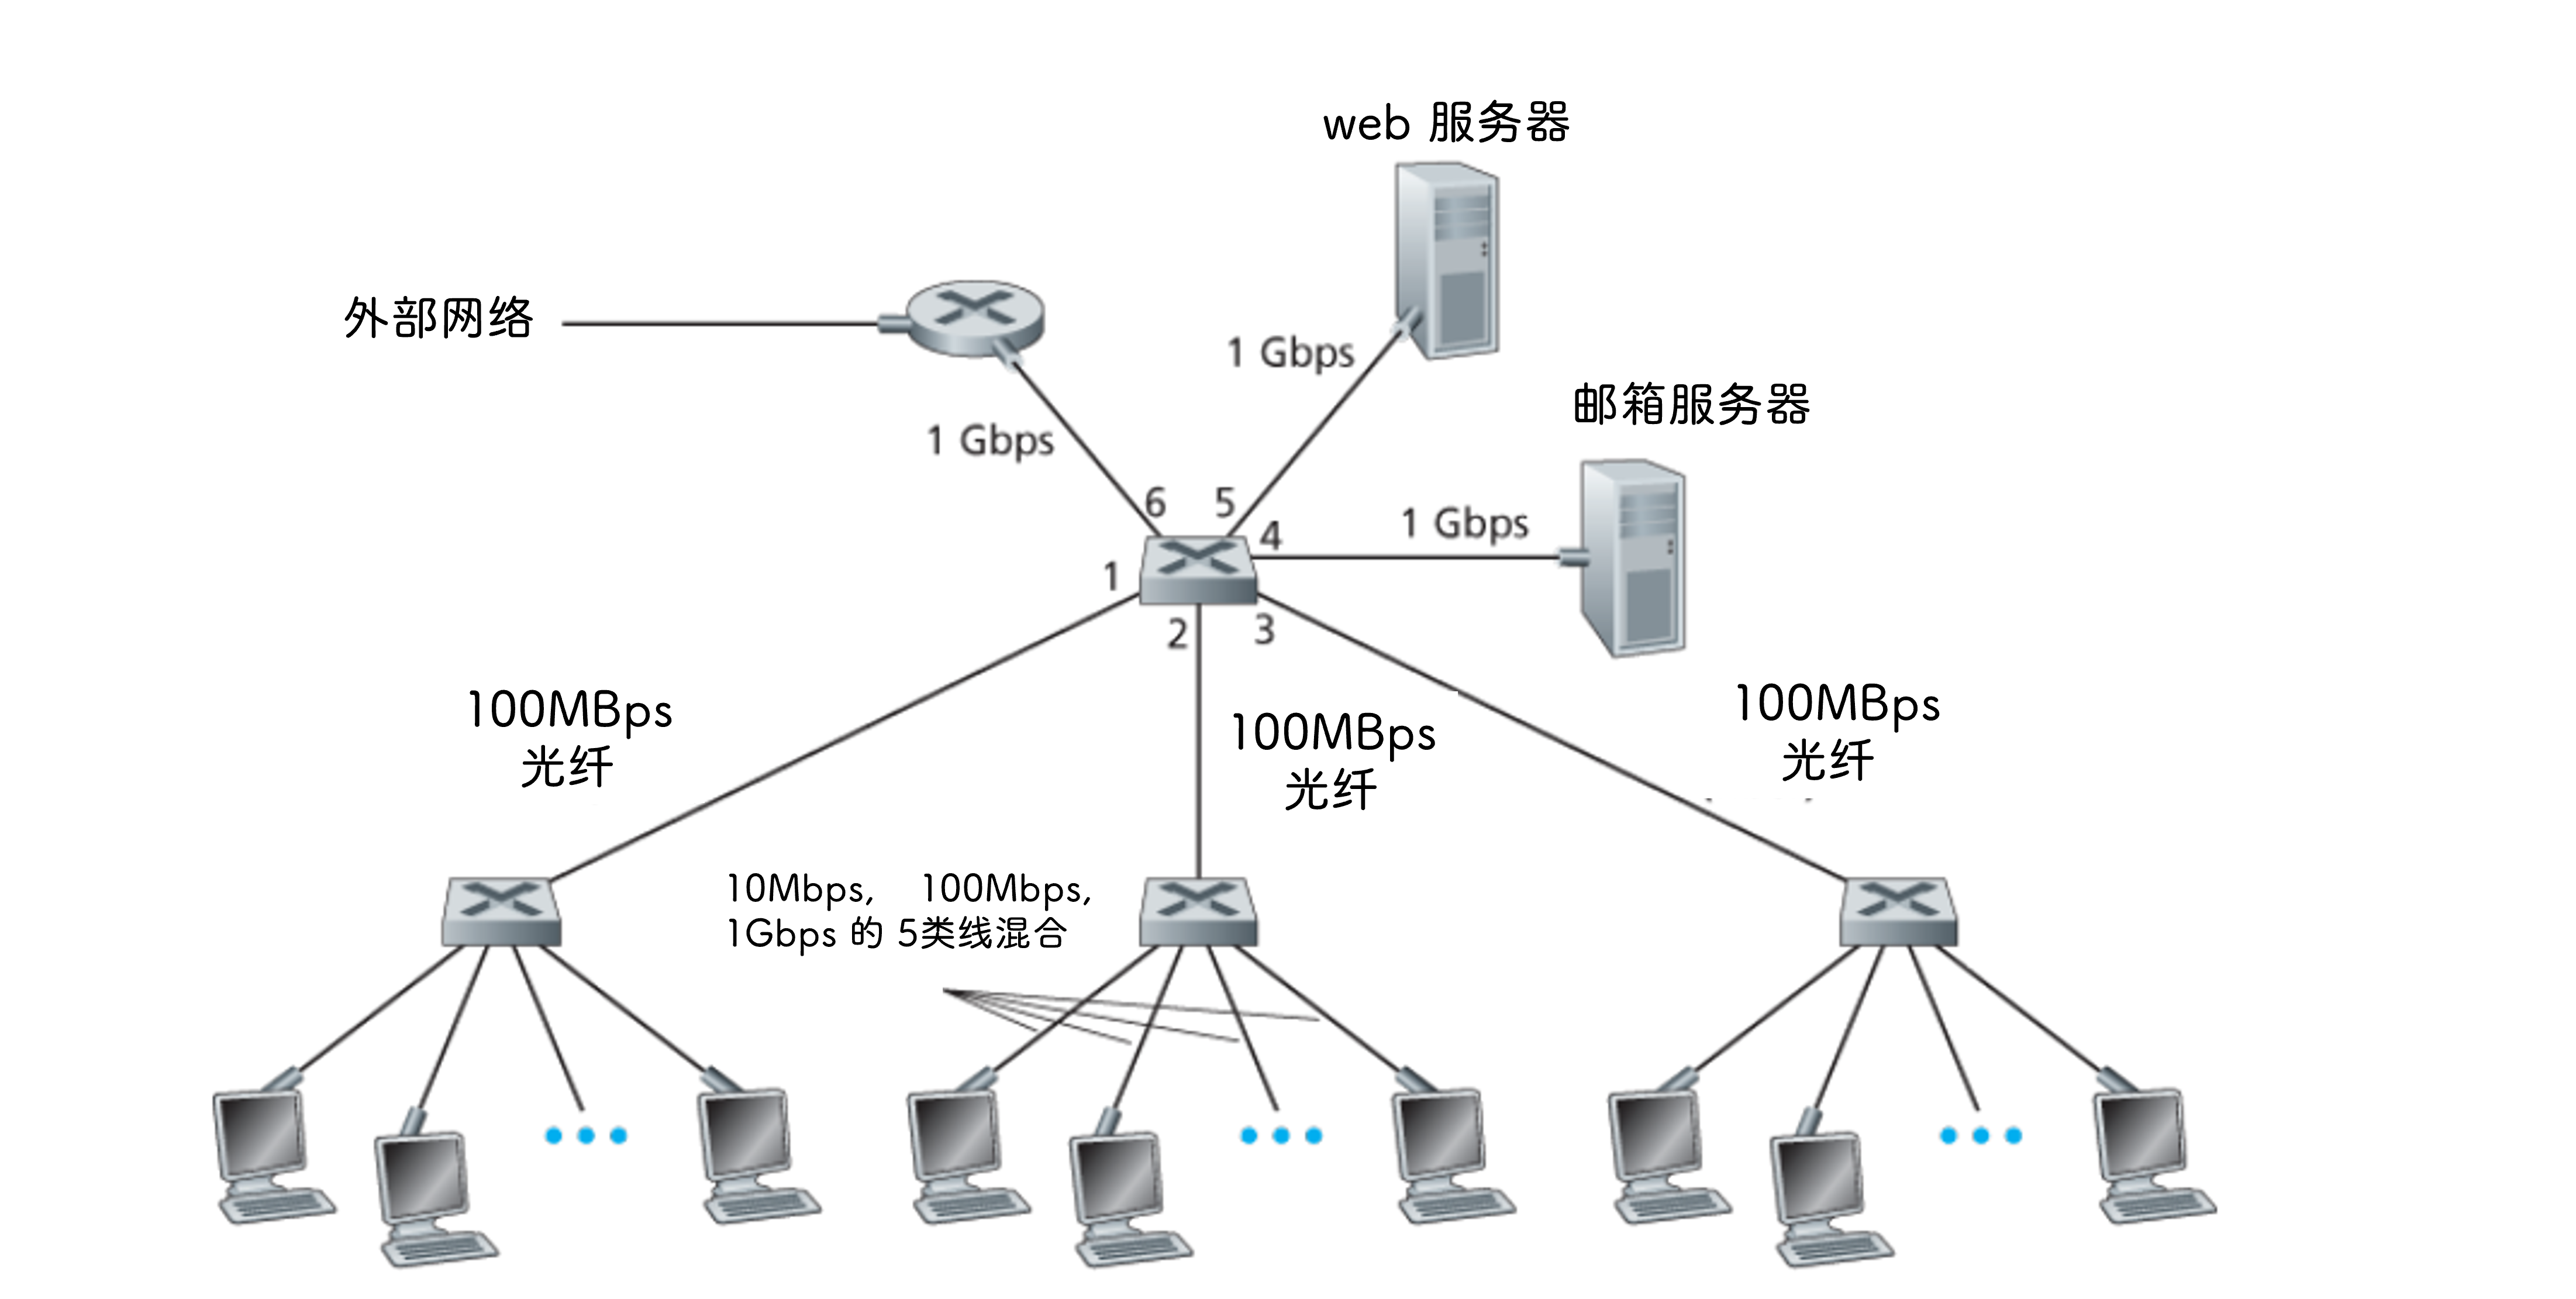 web 服务器
外部网络
1 Gbps
邮箱服务器
1 Gbps
1 Gbps
6
5
4
1
2
3
100MBps
光纤
100MBps
光纤
100MBps
光纤
10Mbps, 100Mbps,
1Gbps 的 5类线混合